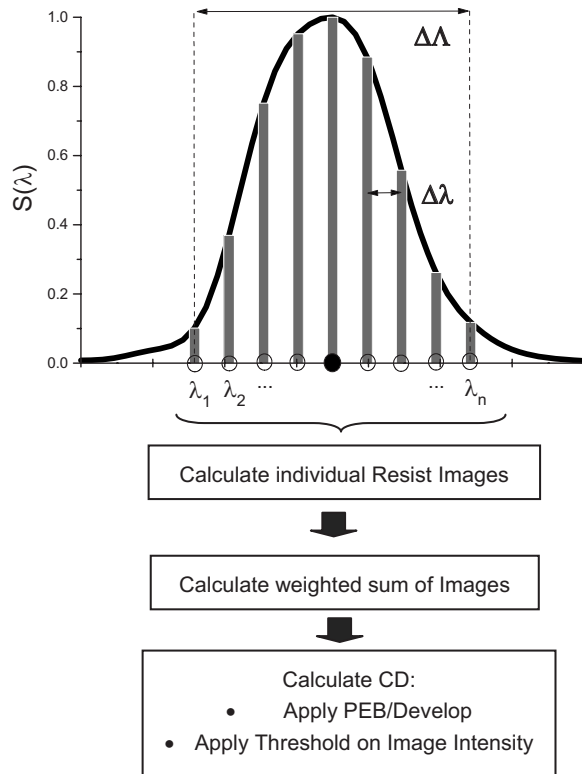 1.0
ΔΛ
0.8
0.6
S(λ)
Δλ
0.4
0.2
0.0
λ1 λ2 ... ... λn
Calculate individual Resist Images
Calculate weighted sum of Images
Calculate CD:
• Apply PEB/Develop
• Apply Threshold on Image Intensity